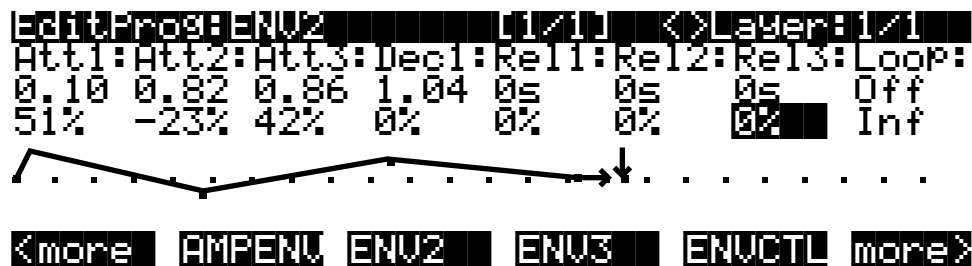 EditProg:ENV2 [1/1] <>Layer:1/1
Att1:Att2:Att3:Dec1:Rel1:Rel2:Rel3:Loop:
0.10 0.82 0.86 1.04 0s 0s 0s Off
51% -23% 42% 0% 0% 0% 0% Inf
<more AMPENV ENV2 ENV3 ENVCTL more>